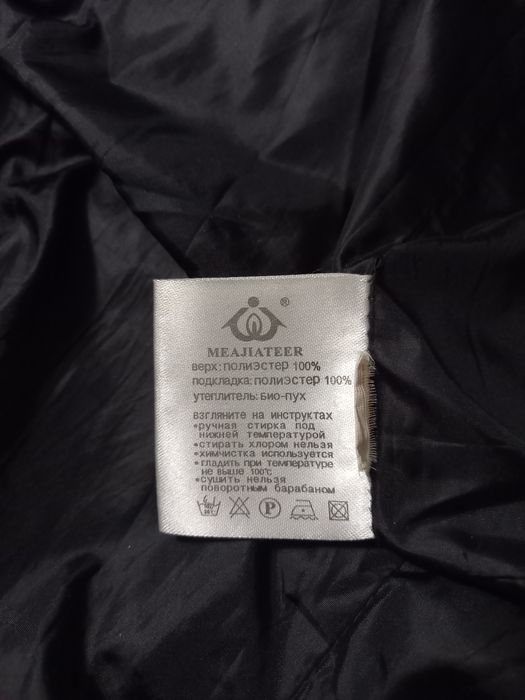 ®
MEAJIATEER
верх: полиэстер 100%
подкладка: полиэстер 100%
утеплитель: био-пух
взгляните на инструктах
•ручная стирка под
нижней температурой
•стирать хлором нельзя
•химчистка используется
•гладить при температуре
не выше 100°c
•сушить нельзя
поворотным барабаном
P